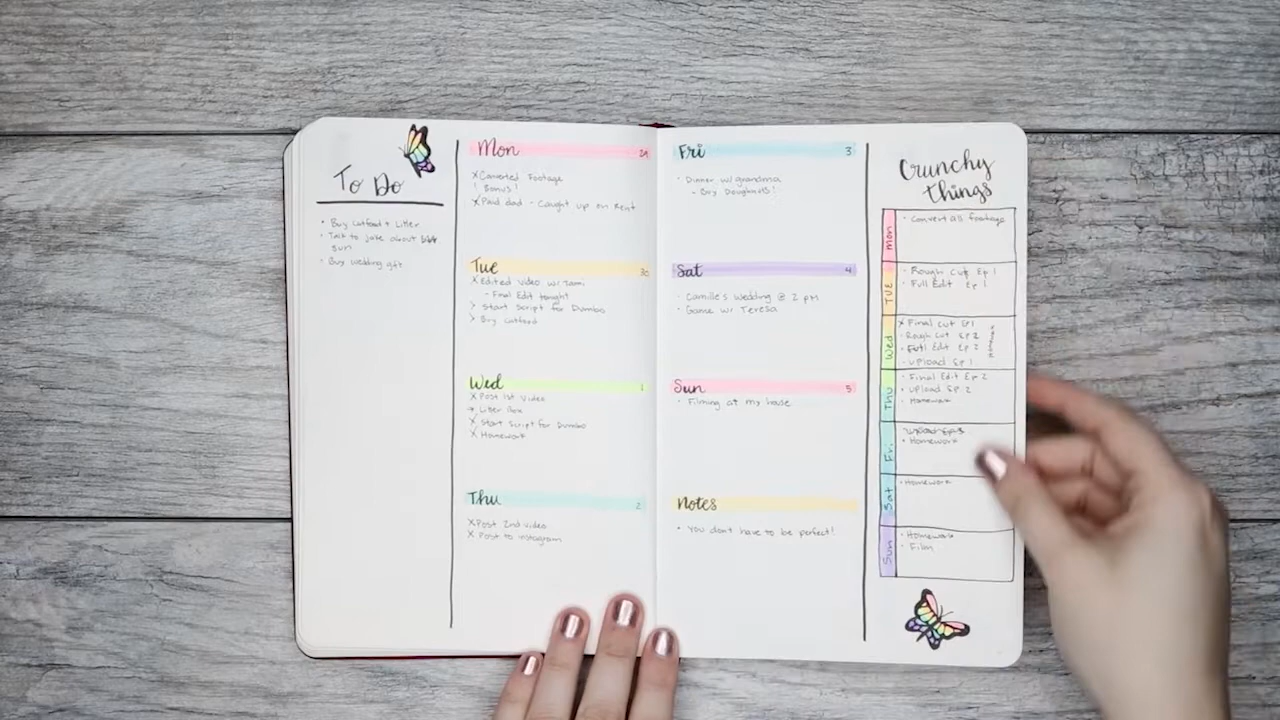 To Do
• Buy catfood + Litter
• Talk to Jake about
sun
• Buy wedding gift
Mon 29
X Converted Footage
! Bonus!
X Paid dad - Caught up on Rent
Tue 30
X Edited video w/ Tami
- Final Edit tonight
> Start Script for Dumbo
X Buy Catfood
Wed 1
X Post 1st Video
→ Litter Box
X Start Script for Dumbo
X Homework
Thu 2
X Post 2nd video
X Post to instagram
Fri 3
• Dinner w/ grandma
- Buy Doughnuts!
Sat 4
• Camille's Wedding @ 2 PM
• Game w/ Teresa
Sun 5
• Filming at my house
Notes
• You don't have to be perfect!
Crunchy
Things
Mon
• Convert all footage
Tue
• Rough Cut Ep 1
• Full Edit Ep 1
Wed
X Final Cut Ep 1
• Rough Cut Ep 2
• Full Edit Ep 2
• Upload Ep 1
Homework
Thu
• Final Edit Ep 2
• Upload Ep 2
• Homework
Fri
• Homework
Sat
• Homework
Sun
• Homework
• Film